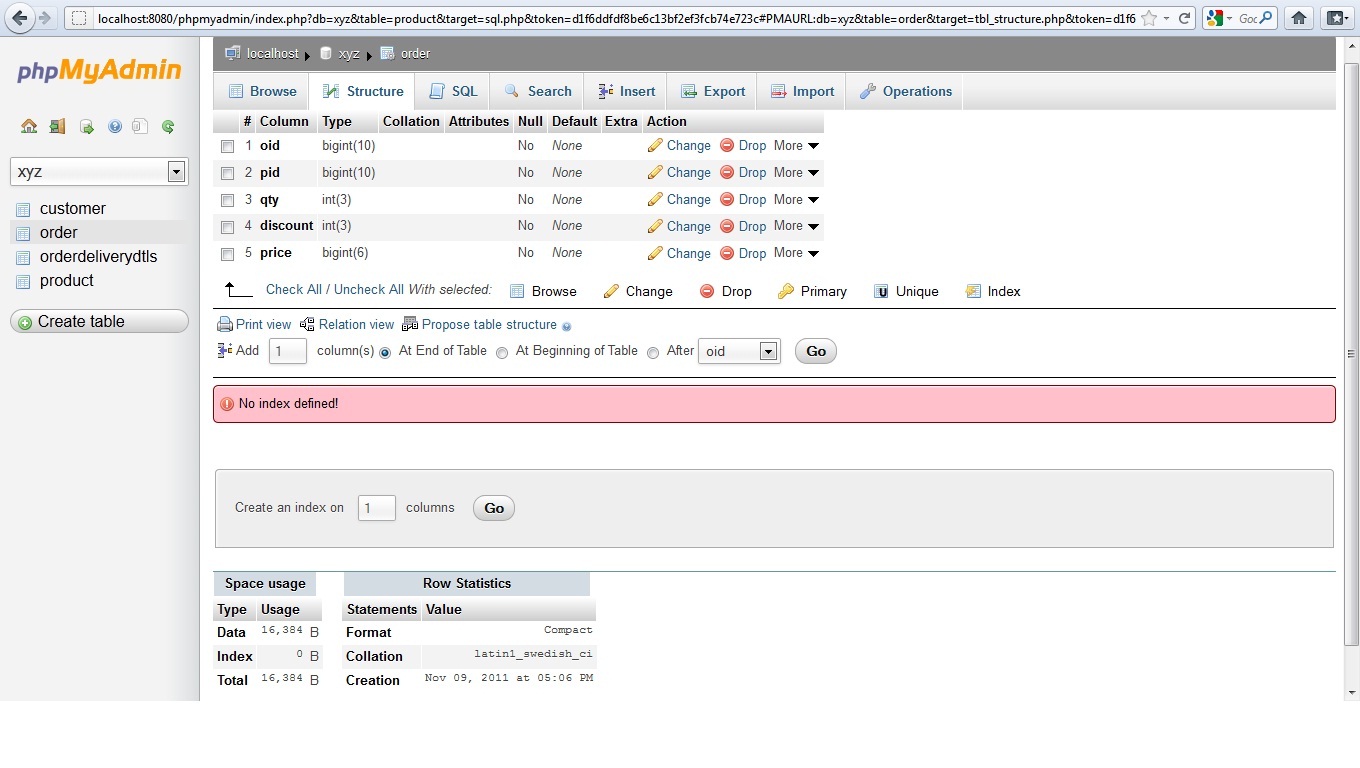 localhost:8080/phpmyadmin/index.php?db=xyz&table=product&target=sql.php&token=d1f6ddfdf8be6c13bf2ef3fcb74e723c#PMAURL:db=xyz&table=order&target=tbl_structure.php&token=d1f6
Goc
phpMyAdmin
xyz
customer
order
orderdeliverydtls
product
Create table
localhost xyz order
Browse Structure SQL Search Insert Export Import Operations
# Column Type Collation Attributes Null Default Extra Action
1 oid bigint(10) No None Change Drop More
2 pid bigint(10) No None Change Drop More
3 qty int(3) No None Change Drop More
4 discount int(3) No None Change Drop More
5 price bigint(6) No None Change Drop More
Check All / Uncheck All With selected: Browse Change Drop Primary Unique Index
Print view Relation view Propose table structure
Add 1 column(s) At End of Table At Beginning of Table After oid Go
No index defined!
Create an index on 1 columns Go
Space usage
Type Usage
Data 16,384 B
Index 0 B
Total 16,384 B
Row Statistics
Statements Value
Format Compact
Collation latin1_swedish_ci
Creation Nov 09, 2011 at 05:06 PM